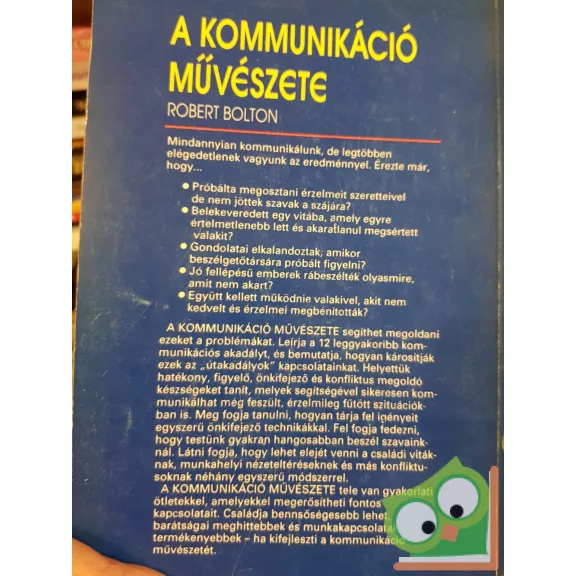 A KOMMUNIKÁCIÓ
MŰVÉSZETE
ROBERT BOLTON
Mindannyian kommunikálunk, de legtöbben
elégedetlenek vagyunk az eredménnyel. Érezte már,
hogy...
● Próbálta megosztani érzelmeit szeretteivel
de nem jöttek szavak a szájára?
● Belekeveredett egy vitába, amely egyre
értelmetlenebb lett és akaratlanul megsértett
valakit?
● Gondolatai elkalandoztak, amikor
beszélgetőtársára próbált figyelni?
● Jó fellépésű emberek rábeszélték olyasmire,
amit nem akart?
● Együtt kellett működnie valakivel, akit nem
kedvelt és érzelmei megbénították?
A KOMMUNIKÁCIÓ MŰVÉSZETE segíthet megoldani
ezeket a problémákat. Leírja a 12 leggyakoribb kom-
munikációs akadályt, és bemutatja, hogyan károsítják
ezek az „útakadályok" kapcsolatainkat. Helyettük
hatékony, figyelő, önkifejező és konfliktus megoldó
készségeket tanít, melyek segítségével sikeresen kom-
munikálhat még feszült, érzelmileg fűtött szituációk-
ban is. Meg fogja tanulni, hogyan tárja fel igényeit
egyszerű önkifejező technikákkal. Fel fogja fedezni,
hogy testünk gyakran hangosabban beszél szavaink-
nál. Látni fogja, hogy lehet elejét venni a családi viták-
nak, munkahelyi nézeteltéréseknek és más konfliktu-
soknak néhány egyszerű módszerrel.
A KOMMUNIKÁCIÓ MŰVÉSZETE tele van gyakorlati
ötletekkel, amelyekkel megerősítheti fontos
kapcsolatait. Családja bennsőségesebb lehet,
barátságai meghittebbek és munkakapcsolatai
termékenyebbek – ha kifejleszti a kommunikáció
művészetét.